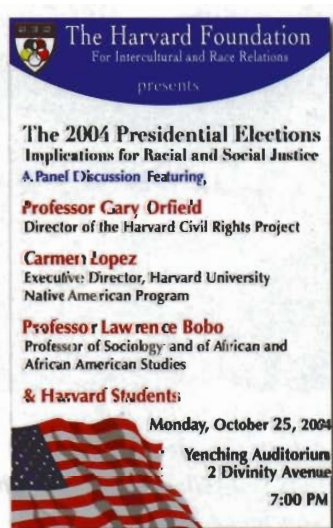 The Harvard Foundation
For Intercultural and Race Relations
presents
The 2004 Presidential Elections
Implications for Racial and Social Justice
A Panel Discussion Featuring,
Professor Gary Orfield
Director of the Harvard Civil Rights Project
Carmen Lopez
Executive Director, Harvard University
Native American Program
Professor Lawrence Bobo
Professor of Sociology and of African and
African American Studies
& Harvard Students
Monday, October 25, 2004
Yenching Auditorium
2 Divinity Avenue
7:00 PM